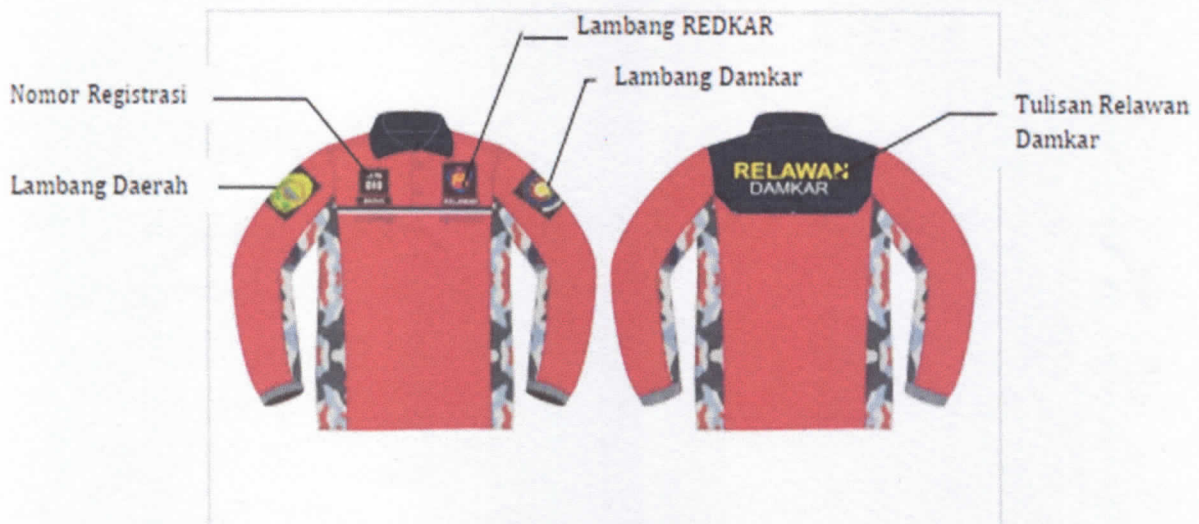 Lambang REDKAR
Lambang Damkar
Nomor Registrasi
Tulisan Relawan
Damkar
Lambang Daerah
RELAWAN
DAMKAR